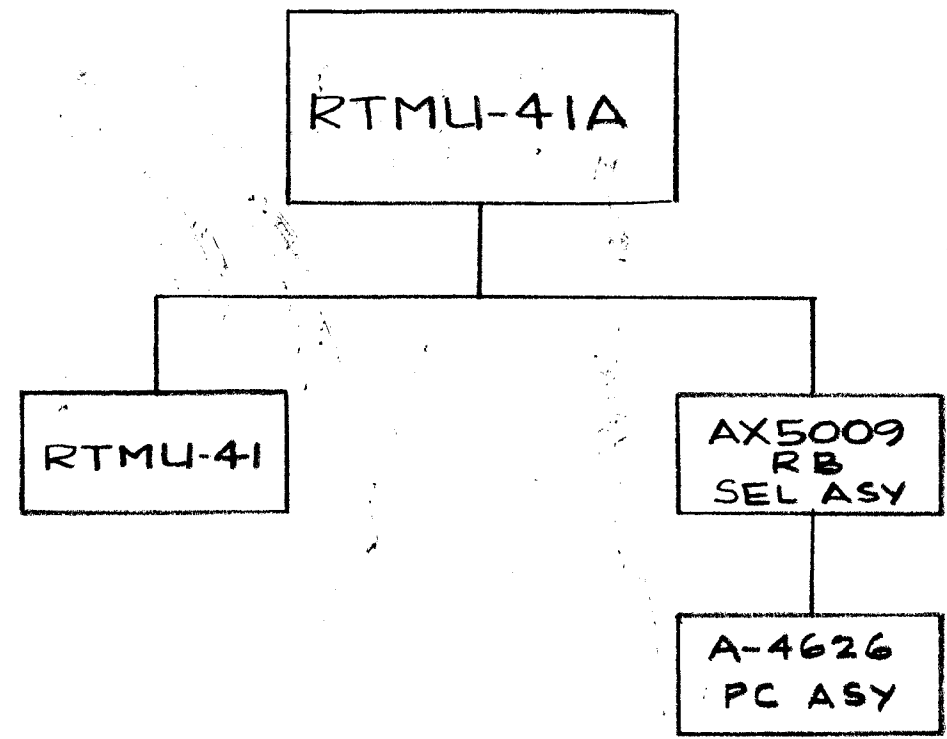 RTMU-41A
RTMU-41
AX5009
RB
SEL ASY
A-4626
PC ASY